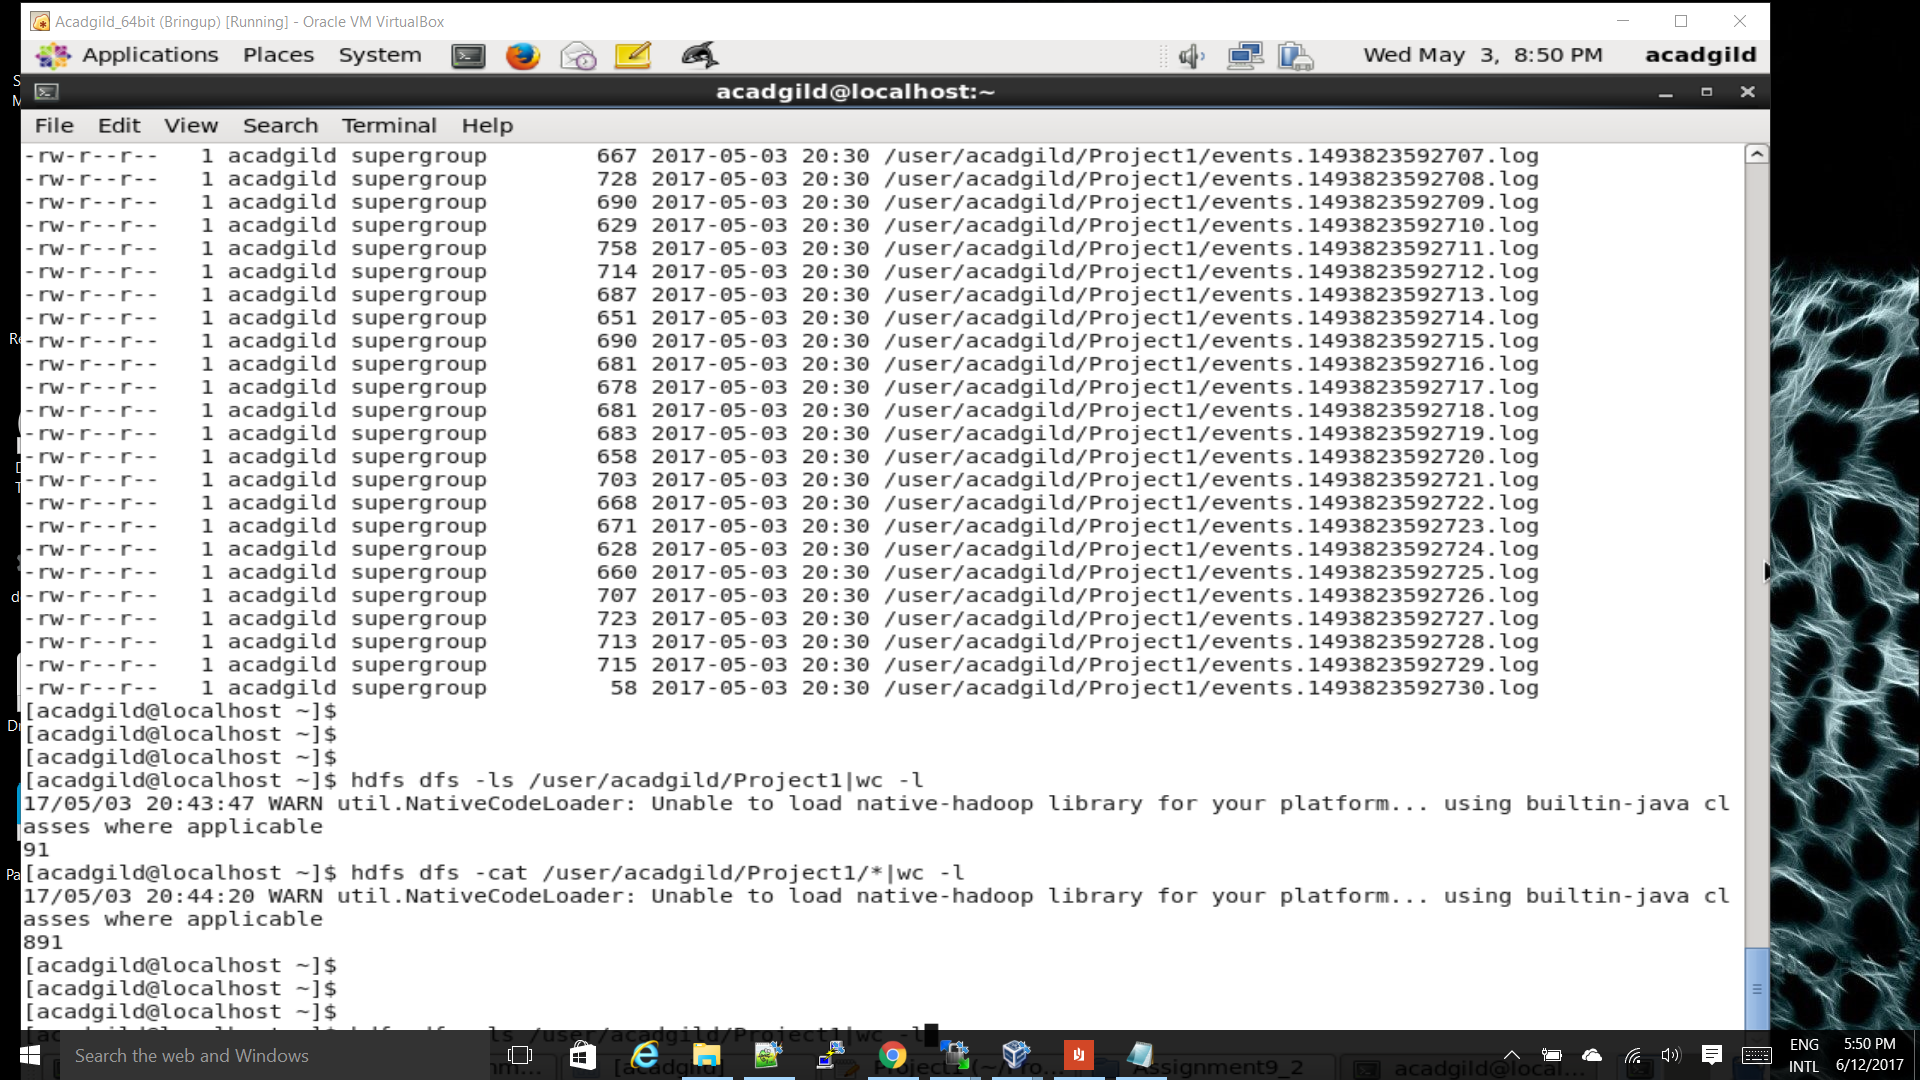 Acadgild_64bit (Bringup) [Running] - Oracle VM VirtualBox
Applications Places System Wed May 3, 8:50 PM acadgild
acadgild@localhost:~
File Edit View Search Terminal Help
-rw-r--r-- 1 acadgild supergroup 667 2017-05-03 20:30 /user/acadgild/Project1/events.1493823592707.log
-rw-r--r-- 1 acadgild supergroup 728 2017-05-03 20:30 /user/acadgild/Project1/events.1493823592708.log
-rw-r--r-- 1 acadgild supergroup 690 2017-05-03 20:30 /user/acadgild/Project1/events.1493823592709.log
-rw-r--r-- 1 acadgild supergroup 629 2017-05-03 20:30 /user/acadgild/Project1/events.1493823592710.log
-rw-r--r-- 1 acadgild supergroup 758 2017-05-03 20:30 /user/acadgild/Project1/events.1493823592711.log
-rw-r--r-- 1 acadgild supergroup 714 2017-05-03 20:30 /user/acadgild/Project1/events.1493823592712.log
-rw-r--r-- 1 acadgild supergroup 687 2017-05-03 20:30 /user/acadgild/Project1/events.1493823592713.log
-rw-r--r-- 1 acadgild supergroup 651 2017-05-03 20:30 /user/acadgild/Project1/events.1493823592714.log
-rw-r--r-- 1 acadgild supergroup 690 2017-05-03 20:30 /user/acadgild/Project1/events.1493823592715.log
-rw-r--r-- 1 acadgild supergroup 681 2017-05-03 20:30 /user/acadgild/Project1/events.1493823592716.log
-rw-r--r-- 1 acadgild supergroup 678 2017-05-03 20:30 /user/acadgild/Project1/events.1493823592717.log
-rw-r--r-- 1 acadgild supergroup 681 2017-05-03 20:30 /user/acadgild/Project1/events.1493823592718.log
-rw-r--r-- 1 acadgild supergroup 683 2017-05-03 20:30 /user/acadgild/Project1/events.1493823592719.log
-rw-r--r-- 1 acadgild supergroup 658 2017-05-03 20:30 /user/acadgild/Project1/events.1493823592720.log
-rw-r--r-- 1 acadgild supergroup 703 2017-05-03 20:30 /user/acadgild/Project1/events.1493823592721.log
-rw-r--r-- 1 acadgild supergroup 668 2017-05-03 20:30 /user/acadgild/Project1/events.1493823592722.log
-rw-r--r-- 1 acadgild supergroup 671 2017-05-03 20:30 /user/acadgild/Project1/events.1493823592723.log
-rw-r--r-- 1 acadgild supergroup 628 2017-05-03 20:30 /user/acadgild/Project1/events.1493823592724.log
-rw-r--r-- 1 acadgild supergroup 660 2017-05-03 20:30 /user/acadgild/Project1/events.1493823592725.log
-rw-r--r-- 1 acadgild supergroup 707 2017-05-03 20:30 /user/acadgild/Project1/events.1493823592726.log
-rw-r--r-- 1 acadgild supergroup 723 2017-05-03 20:30 /user/acadgild/Project1/events.1493823592727.log
-rw-r--r-- 1 acadgild supergroup 713 2017-05-03 20:30 /user/acadgild/Project1/events.1493823592728.log
-rw-r--r-- 1 acadgild supergroup 715 2017-05-03 20:30 /user/acadgild/Project1/events.1493823592729.log
-rw-r--r-- 1 acadgild supergroup 58 2017-05-03 20:30 /user/acadgild/Project1/events.1493823592730.log
[acadgild@localhost ~]$
[acadgild@localhost ~]$
[acadgild@localhost ~]$
[acadgild@localhost ~]$ hdfs dfs -ls /user/acadgild/Project1|wc -l
17/05/03 20:43:47 WARN util.NativeCodeLoader: Unable to load native-hadoop library for your platform... using builtin-java cl
asses where applicable
91
[acadgild@localhost ~]$ hdfs dfs -cat /user/acadgild/Project1/*|wc -l
17/05/03 20:44:20 WARN util.NativeCodeLoader: Unable to load native-hadoop library for your platform... using builtin-java cl
asses where applicable
891
[acadgild@localhost ~]$
[acadgild@localhost ~]$
[acadgild@localhost ~]$
[acadgild@localhost ~]$ hdfs dfs -ls /user/acadgild/Project1|wc -l
Search the web and Windows
ENG 5:50 PM
INTL 6/12/2017